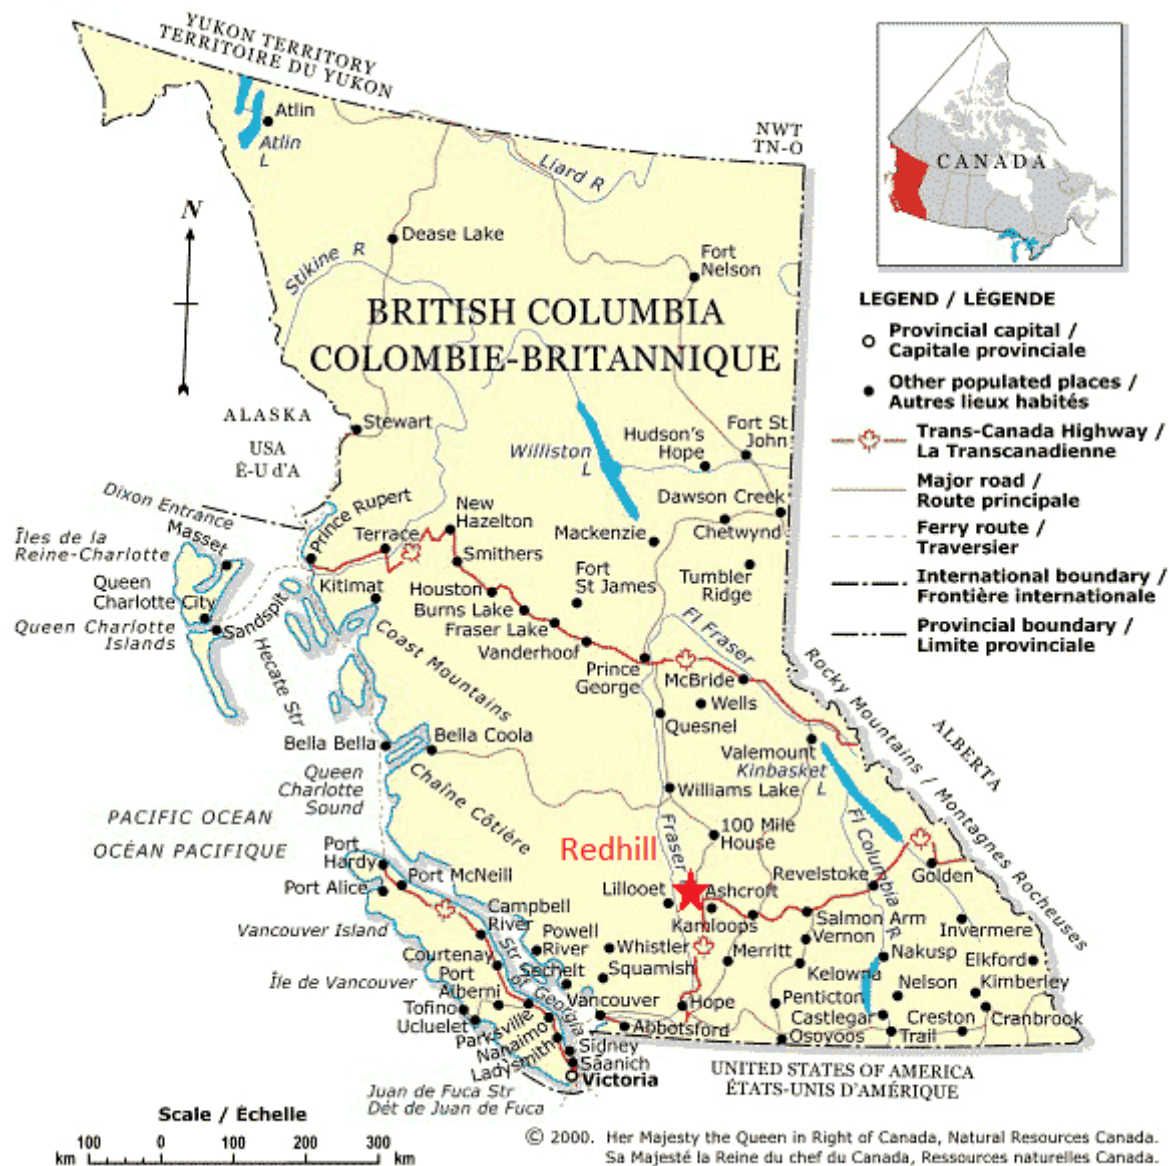 YUKON TERRITORY
TERRITOIRE DU YUKON
Atlin
Atlin
L
NWT
TN-O
Liard R
N
Dease Lake
Stikine R
Fort
Nelson
BRITISH COLUMBIA
COLOMBIE-BRITANNIQUE
ALASKA
USA
É-U d'A
Stewart
Williston
L
Hudson's
Hope
Fort St
John
Dixon Entrance
Masset
Îles de la
Reine-Charlotte
Prince Rupert
Terrace
New
Hazelton
Smithers
Mackenzie
Dawson Creek
Chetwynd
Queen
Charlotte City
Sandspit
Queen Charlotte
Islands
Kitimat
Houston
Burns Lake
Fraser Lake
Vanderhoof
Fort
St James
Tumbler
Ridge
Hecate Str
Coast Mountains
Prince
George
Fl Fraser
McBride
Wells
Quesnel
Rocky Mountains / Montagnes Rocheuses
ALBERTA
Bella Bella
Bella Coola
Valemount
Kinbasket
L
Queen
Charlotte
Sound
Chaîne Côtière
Williams Lake
PACIFIC OCEAN
OCÉAN PACIFIQUE
Fraser
100 Mile
House
Fl Columbia R
Redhill
Port
Hardy
Port McNeill
Port Alice
Lillooet
Ashcroft
Revelstoke
Golden
Vancouver Island
Campbell
River
Kamloops
Salmon Arm
Invermere
Powell
River
Whistler
Merritt
Vernon
Nakusp
Elkford
Courtenay
Str of Georgia
Sechelt
Squamish
Kelowna
Nelson
Kimberley
Île de Vancouver
Port
Alberni
Tofino
Ucluelet
Vancouver
Hope
Penticton
Castlegar
Creston
Cranbrook
Parksville
Nanaimo
Ladysmith
Abbotsford
Osoyoos
Trail
Sidney
Saanich
Victoria
UNITED STATES OF AMERICA
ÉTATS-UNIS D'AMÉRIQUE
Juan de Fuca Str
Dét de Juan de Fuca
CANADA
LEGEND / LÉGENDE
Provincial capital /
Capitale provinciale
Other populated places /
Autres lieux habités
Trans-Canada Highway /
La Transcanadienne
Major road /
Route principale
Ferry route /
Traversier
International boundary /
Frontière internationale
Provincial boundary /
Limite provinciale
Scale / Échelle
100 0 100 200 300
km km
© 2000. Her Majesty the Queen in Right of Canada, Natural Resources Canada.
Sa Majesté la Reine du chef du Canada, Ressources naturelles Canada.